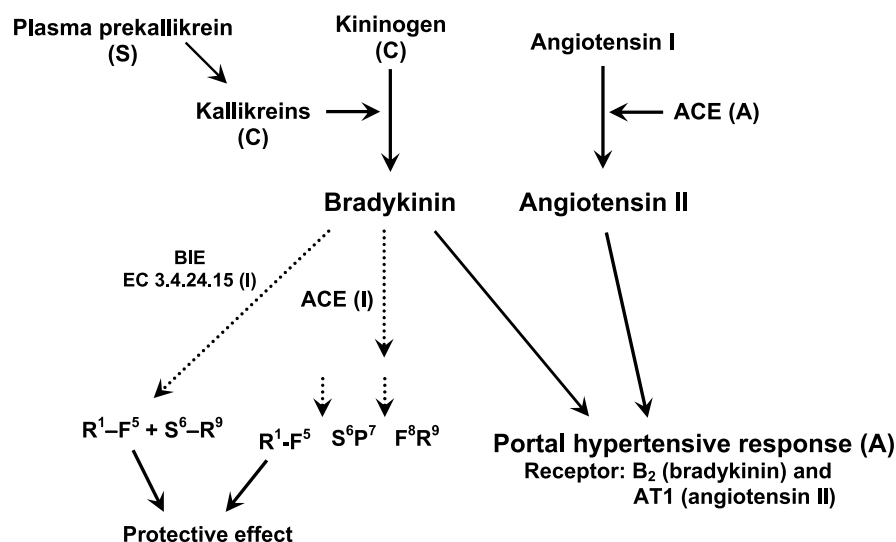 Plasma prekallikrein
(S)
Kininogen
(C)
Angiotensin I
Kallikreins
(C)
ACE (A)
Bradykinin
Angiotensin II
BIE
EC 3.4.24.15 (I)
ACE (I)
R¹–F⁵ + S⁶–R⁹
R¹-F⁵
S⁶P⁷
F⁸R⁹
Portal hypertensive response (A)
Receptor: B₂ (bradykinin) and
AT1 (angiotensin II)
Protective effect